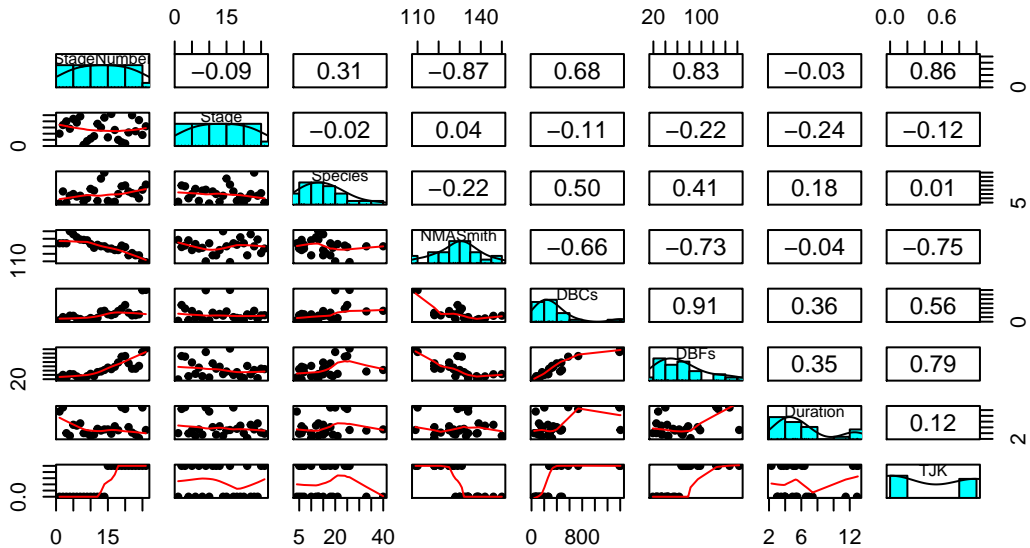 0 15 110 140 20 100 0.0 0.6
StageNumber −0.09 0.31 −0.87 0.68 0.83 −0.03 0.86 0
0 Stage −0.02 0.04 −0.11 −0.22 −0.24 −0.12
Species −0.22 0.50 0.41 0.18 0.01 5
110 NMASmith −0.66 −0.73 −0.04 −0.75
DBCs 0.91 0.36 0.56 0
20 DBFs 0.35 0.79
Duration 0.12 2
0.0 TJK
0 15 5 20 40 0 800 2 6 12